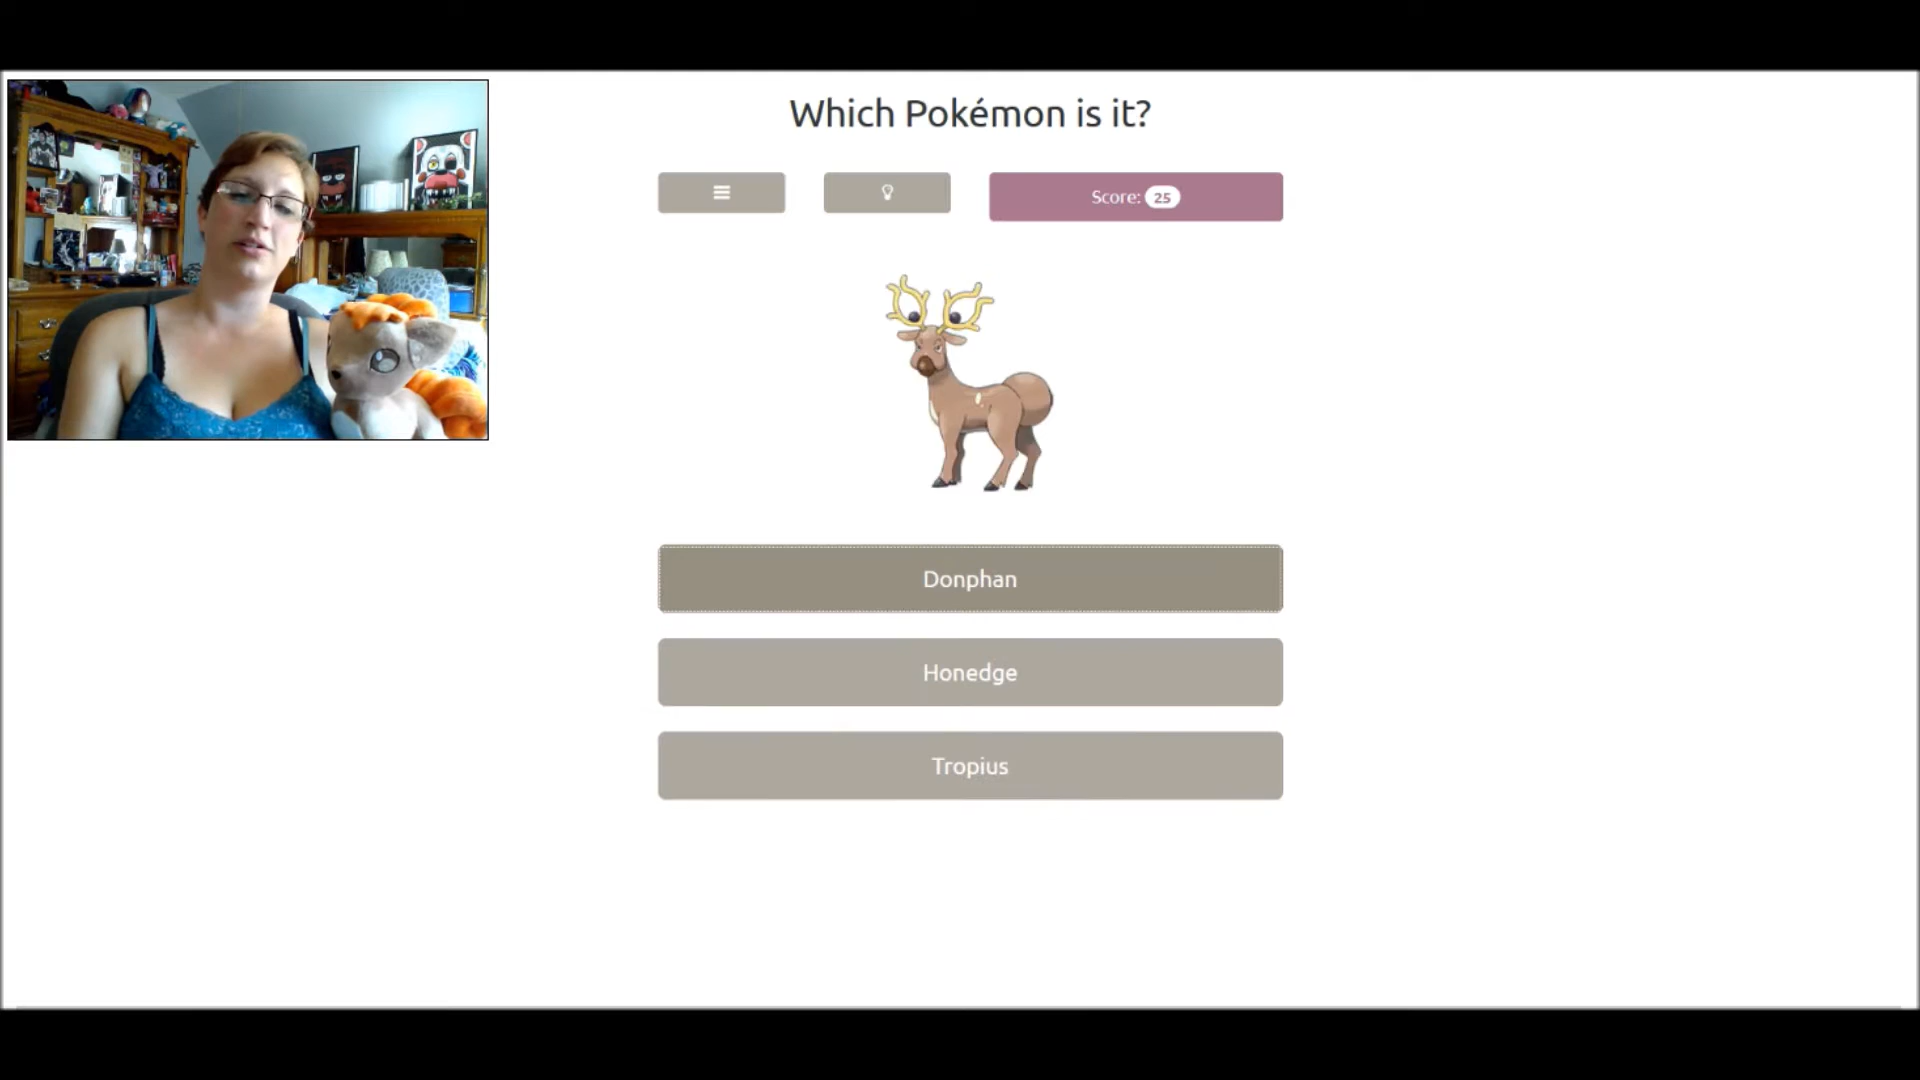 Which Pokémon is it?
Score: 25
Donphan
Honedge
Tropius